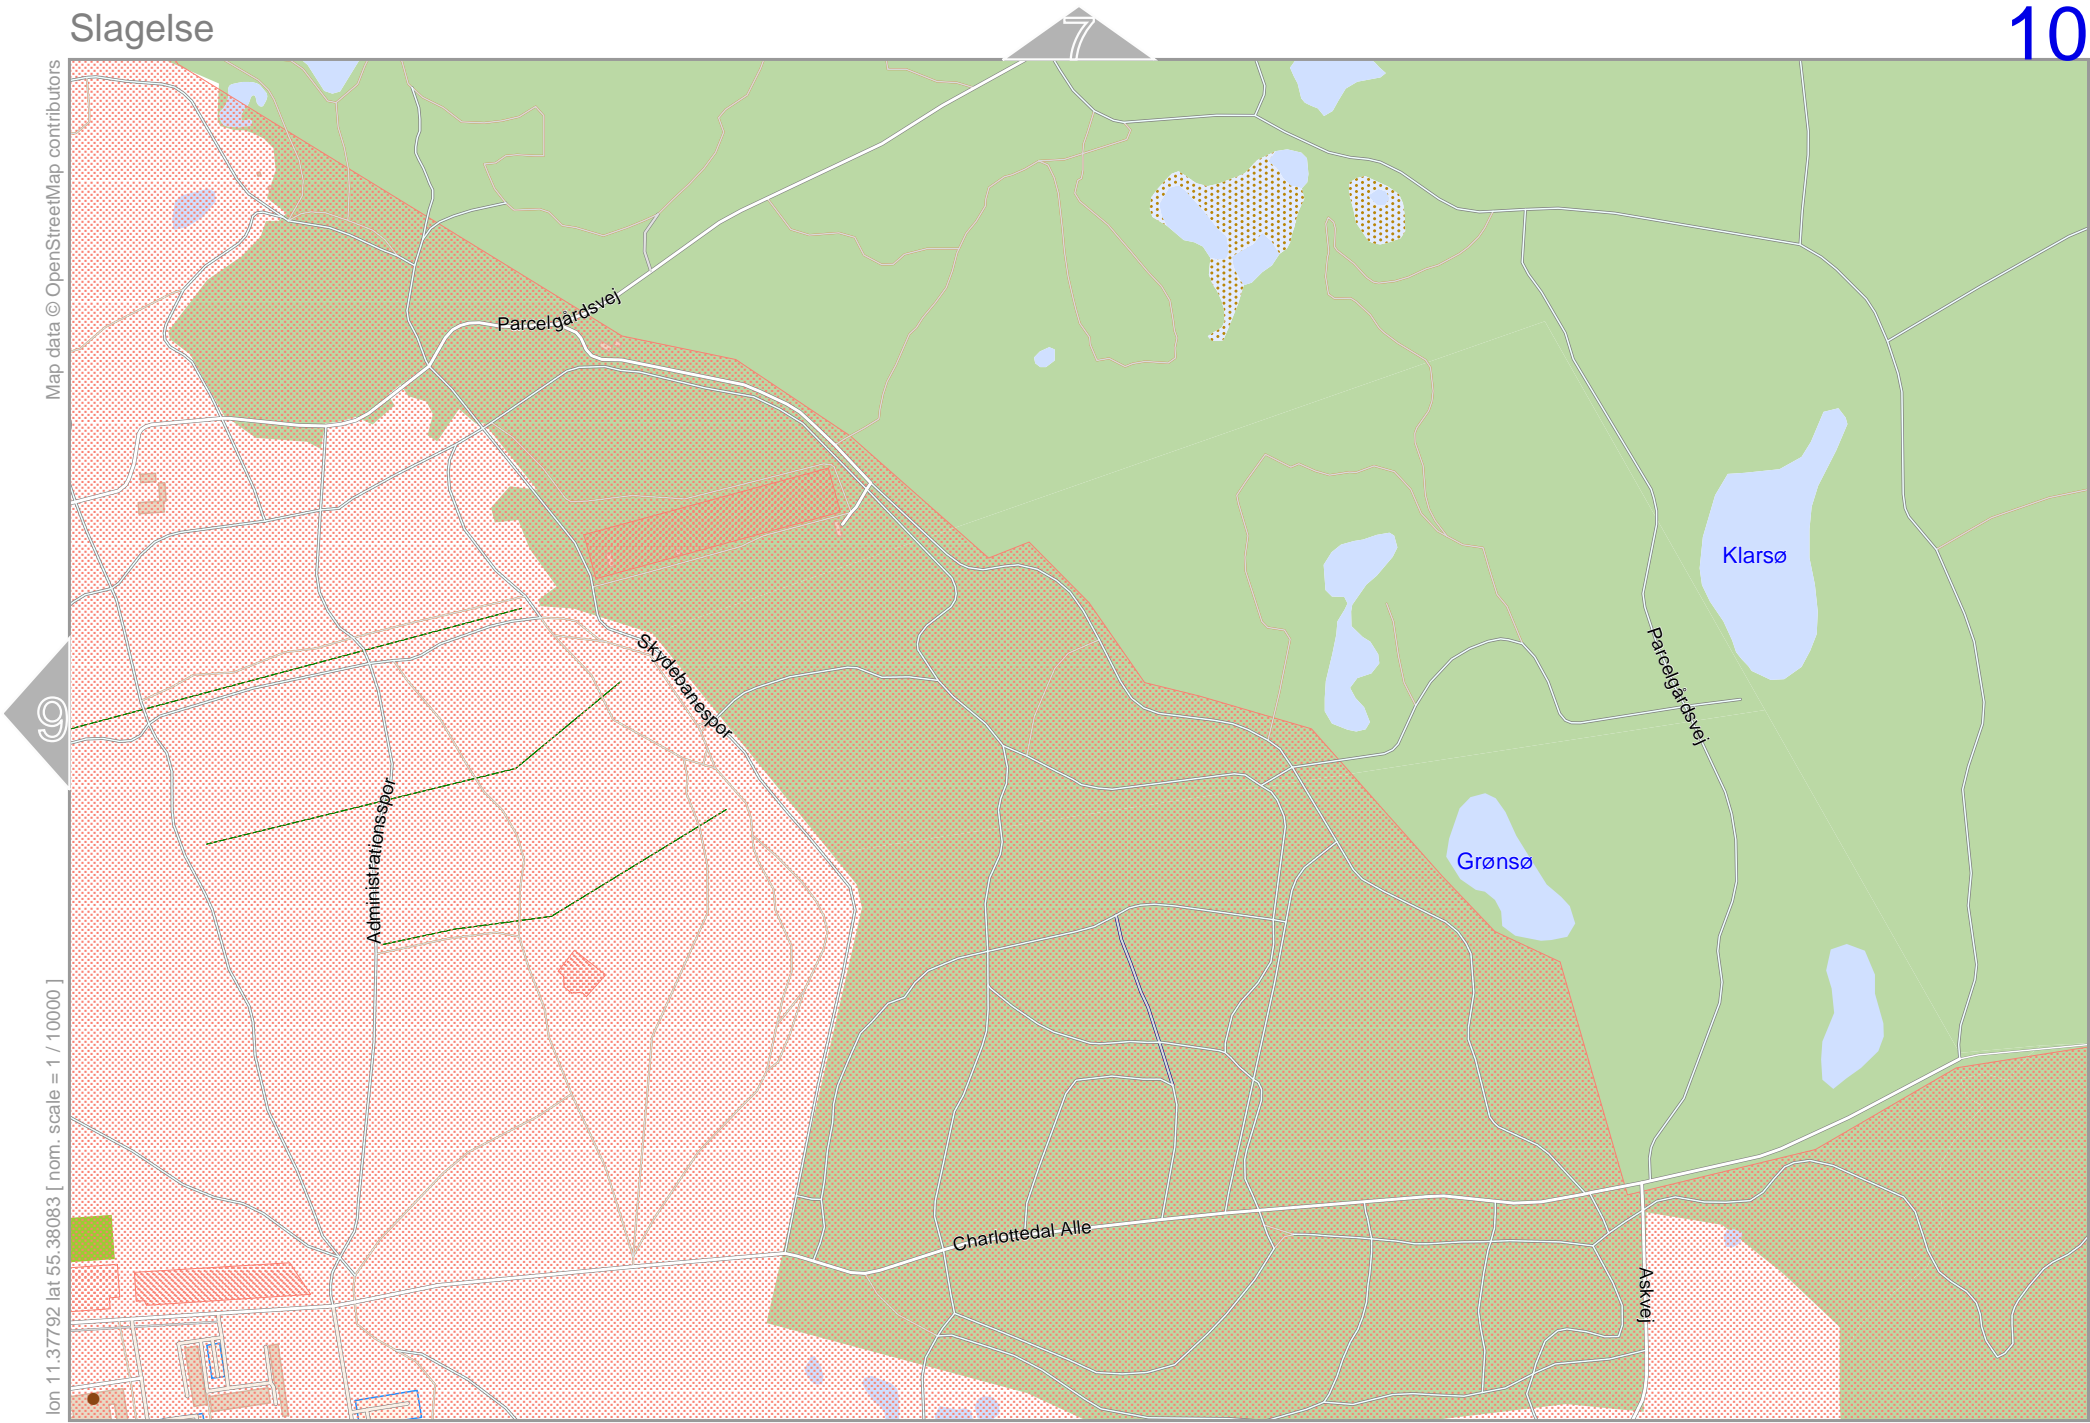 Slagelse
7
10
Map data © OpenStreetMap contributors
Parcelgårdsvej
Klarsø
Skydebanespor
Parcelgårdsvej
9
Administrationsspor
Grønsø
Charlottedal Alle
Askvej
lon 11.37792 lat 55.38083 [ nom. scale = 1 / 10000 ]